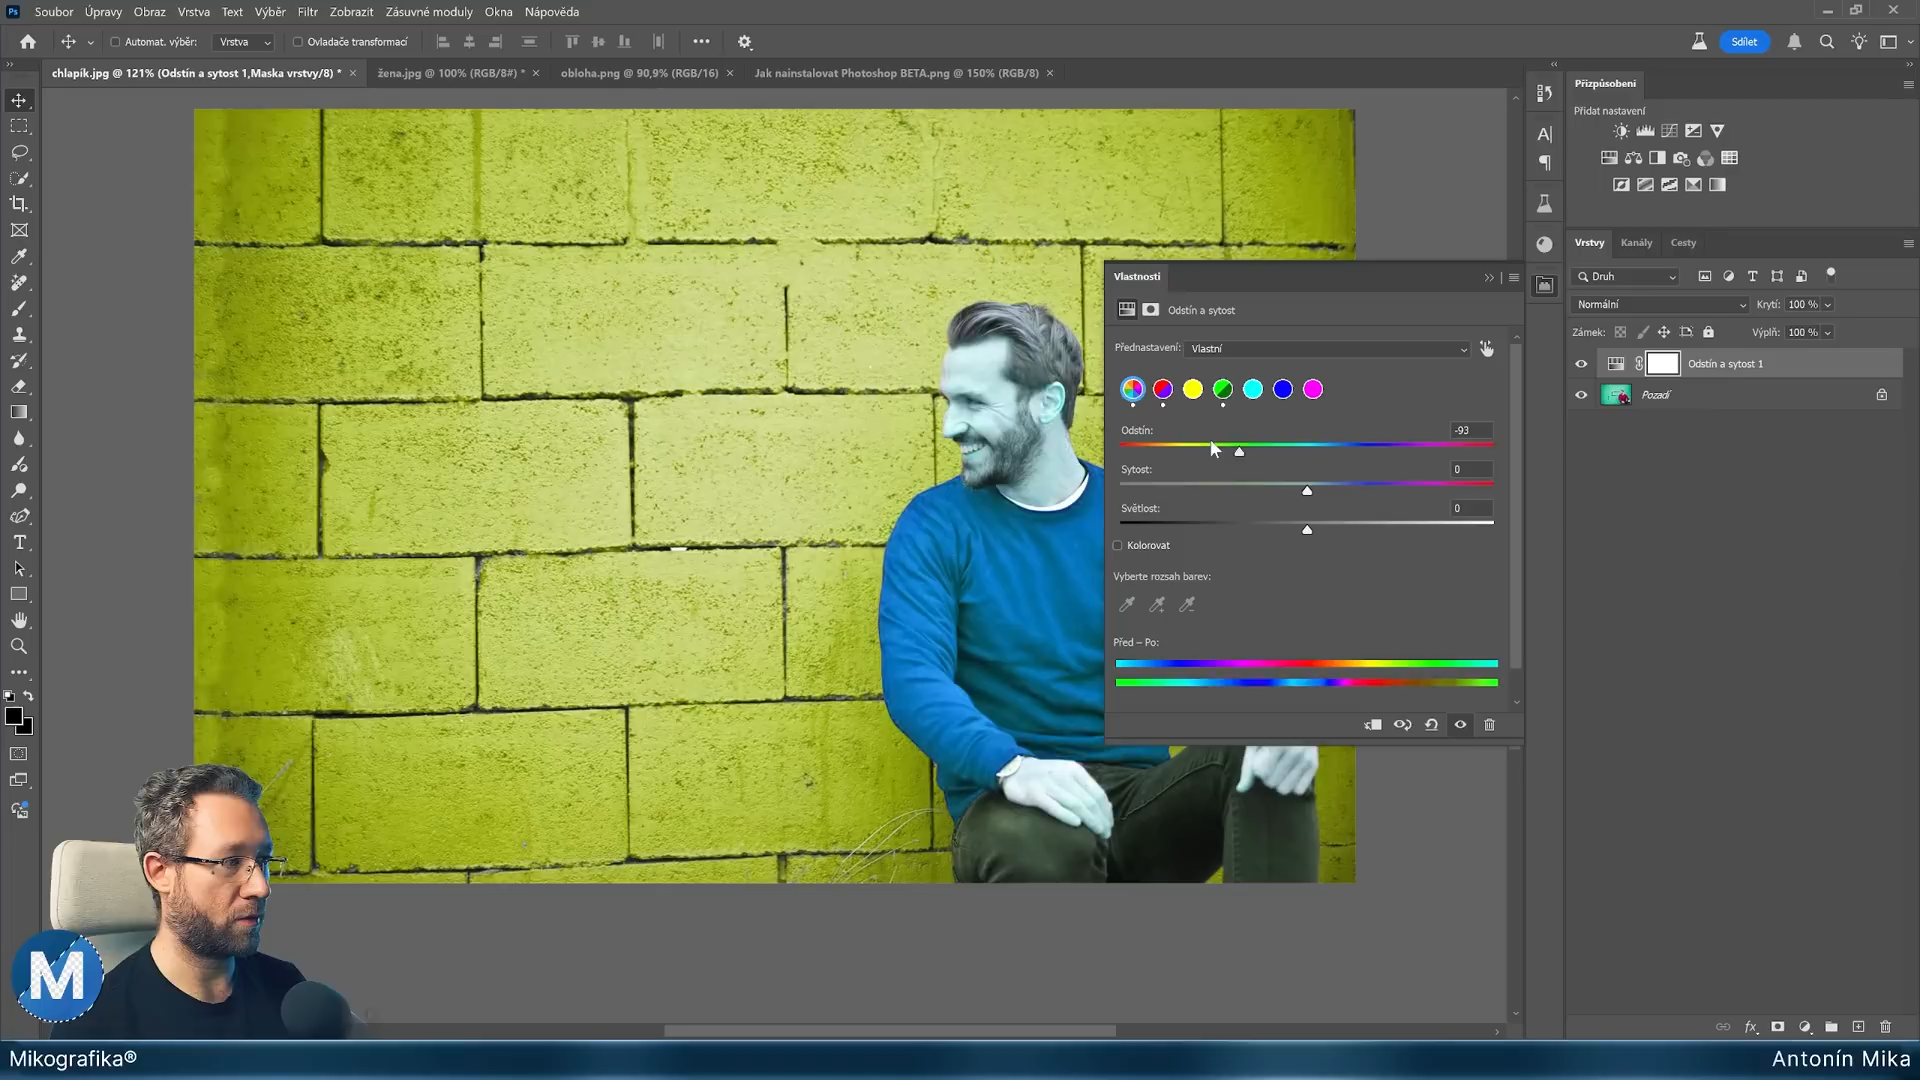 Ps Soubor Úpravy Obraz Vrstva Text Výběr Filtr Zobrazit Zásuvné moduly Okna Nápověda
Automat. výběr: Vrstva Ovladače transformací Sdílet
chlapík.jpg @ 121% (Odstín a sytost 1,Maska vrstvy/8) * žena.jpg @ 100% (RGB/8#) * obloha.png @ 90,9% (RGB/16) Jak nainstalovat Photoshop BETA.png @ 150% (RGB/8)
Přizpůsobení
Přidat nastavení
Vrstvy Kanály Cesty
Druh
Normální Krytí: 100 %
Zámek: Výplň: 100 %
Odstín a sytost 1
Pozadí
Vlastnosti
Odstín a sytost
Přednastavení: Vlastní
Odstín: -93
Sytost: 0
Světlost: 0
Kolorovat
Vyberte rozsah barev:
Před – Po:
M
Mikografika® Antonín Mika